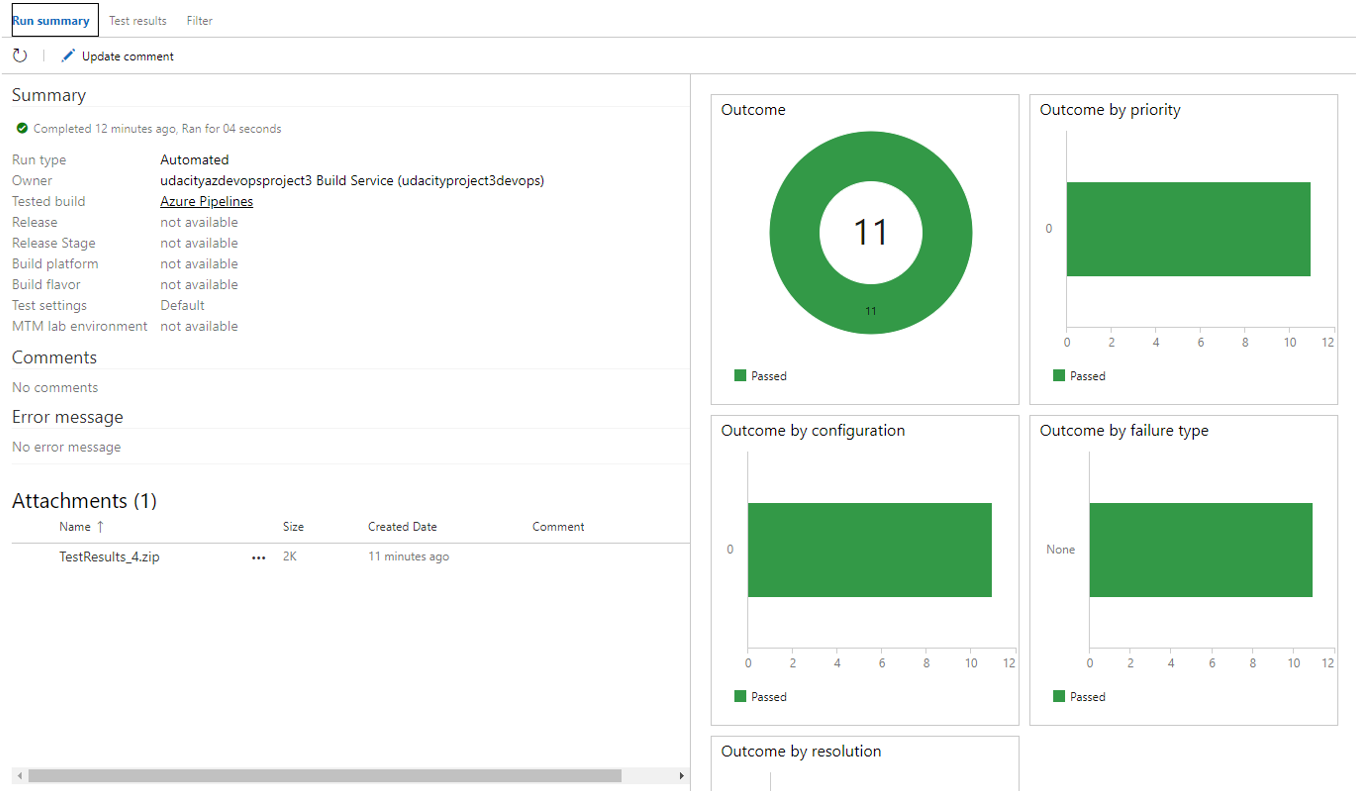 Run summary Test results Filter
Update comment
Summary
Completed 12 minutes ago, Ran for 04 seconds
Run type Automated
Owner udacityazdevopsproject3 Build Service (udacityproject3devops)
Tested build Azure Pipelines
Release not available
Release Stage not available
Build platform not available
Build flavor not available
Test settings Default
MTM lab environment not available
Comments
No comments
Error message
No error message
Attachments (1)
Name ↑ Size Created Date Comment
TestResults_4.zip ... 2K 11 minutes ago
Outcome
11
11
Passed
Outcome by priority
0
0 2 4 6 8 10 12
Passed
Outcome by configuration
0
0 2 4 6 8 10 12
Passed
Outcome by failure type
None
0 2 4 6 8 10 12
Passed
Outcome by resolution